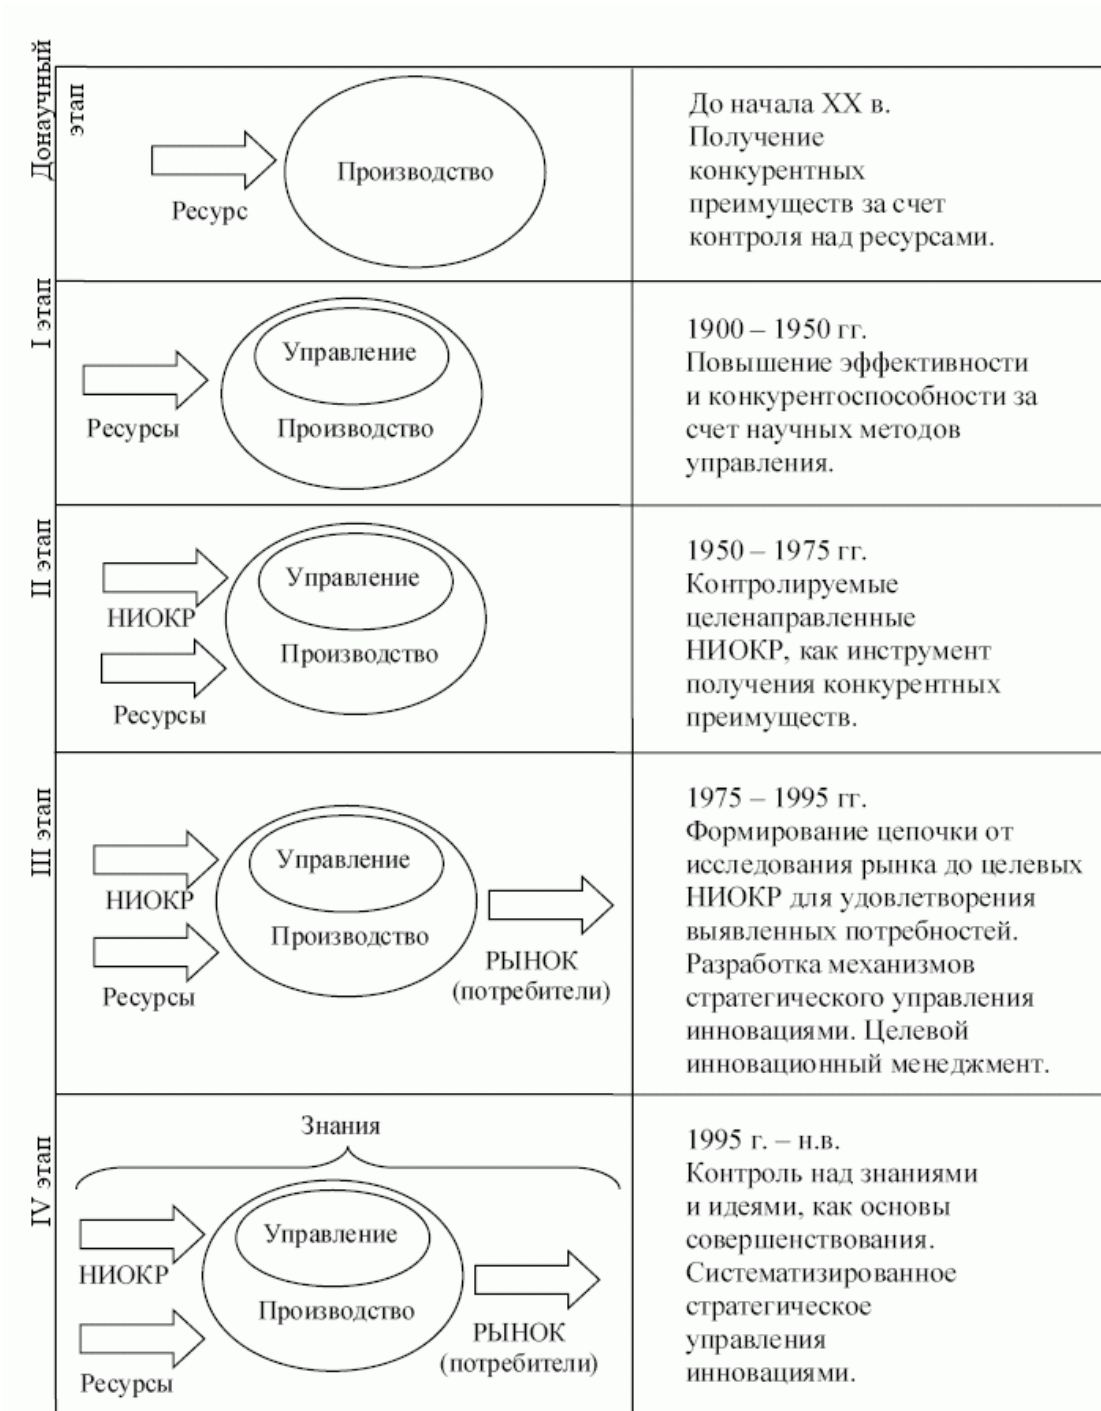 Донаучный
этап
Ресурс
Производство
До начала XX в.
Получение
конкурентных
преимуществ за счет
контроля над ресурсами.
I этап
Ресурсы
Управление
Производство
1900 – 1950 гг.
Повышение эффективности
и конкурентоспособности за
счет научных методов
управления.
II этап
НИОКР
Ресурсы
Управление
Производство
1950 – 1975 гг.
Контролируемые
целенаправленные
НИОКР, как инструмент
получения конкурентных
преимуществ.
III этап
НИОКР
Ресурсы
Управление
Производство
РЫНОК
(потребители)
1975 – 1995 гг.
Формирование цепочки от
исследования рынка до целевых
НИОКР для удовлетворения
выявленных потребностей.
Разработка механизмов
стратегического управления
инновациями. Целевой
инновационный менеджмент.
IV этап
Знания
НИОКР
Ресурсы
Управление
Производство
РЫНОК
(потребители)
1995 г. – н.в.
Контроль над знаниями
и идеями, как основы
совершенствования.
Систематизированное
стратегическое
управления
инновациями.